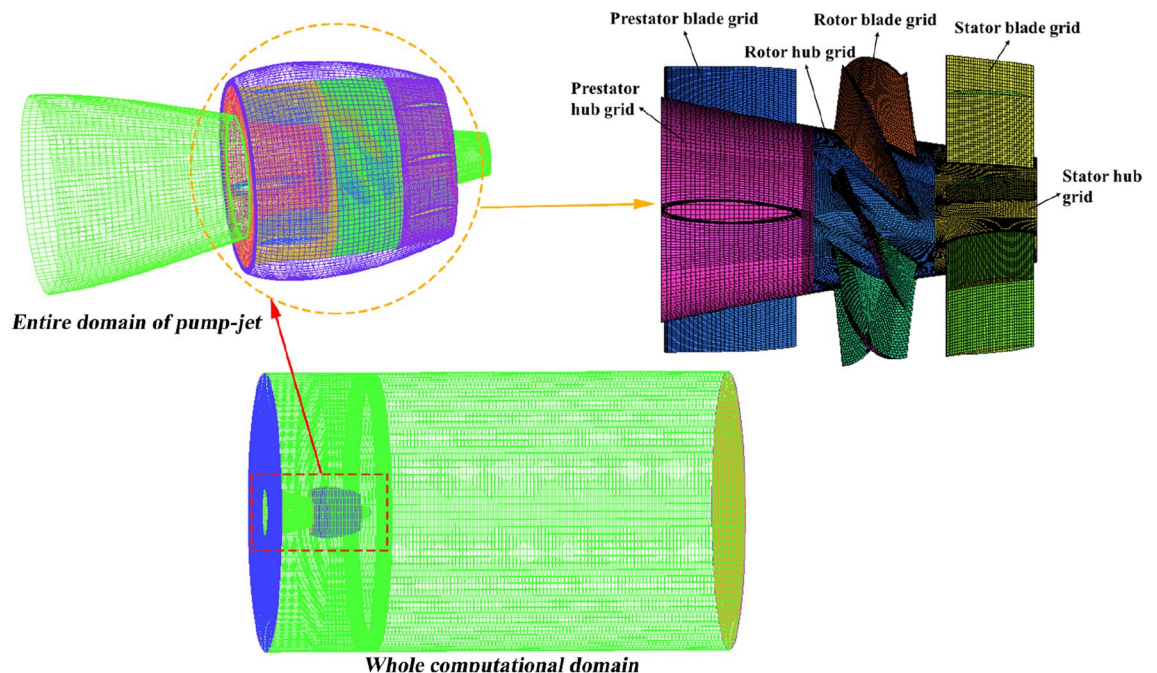 Prestator blade grid
Rotor blade grid
Stator blade grid
Rotor hub grid
Prestator
hub grid
Stator hub
grid
Entire domain of pump-jet
Whole computational domain